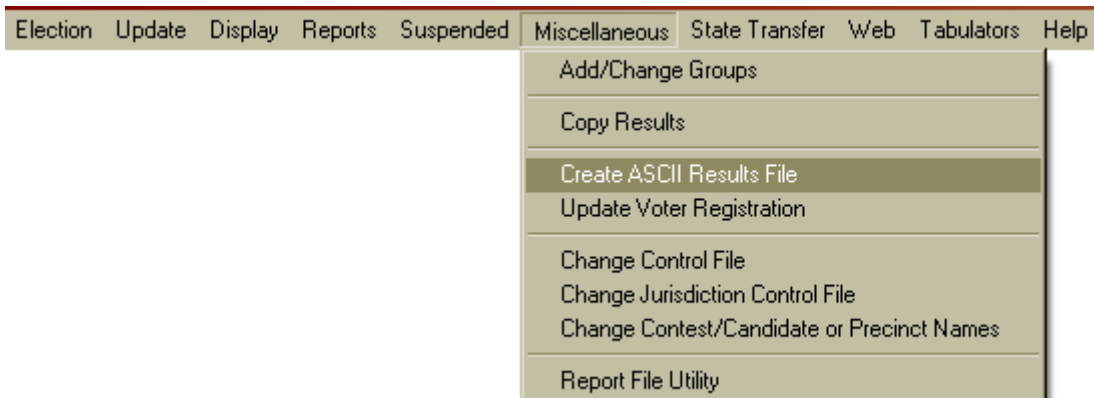 Election Update Display Reports Suspended Miscellaneous State Transfer Web Tabulators Help
Add/Change Groups
Copy Results
Create ASCII Results File
Update Voter Registration
Change Control File
Change Jurisdiction Control File
Change Contest/Candidate or Precinct Names
Report File Utility